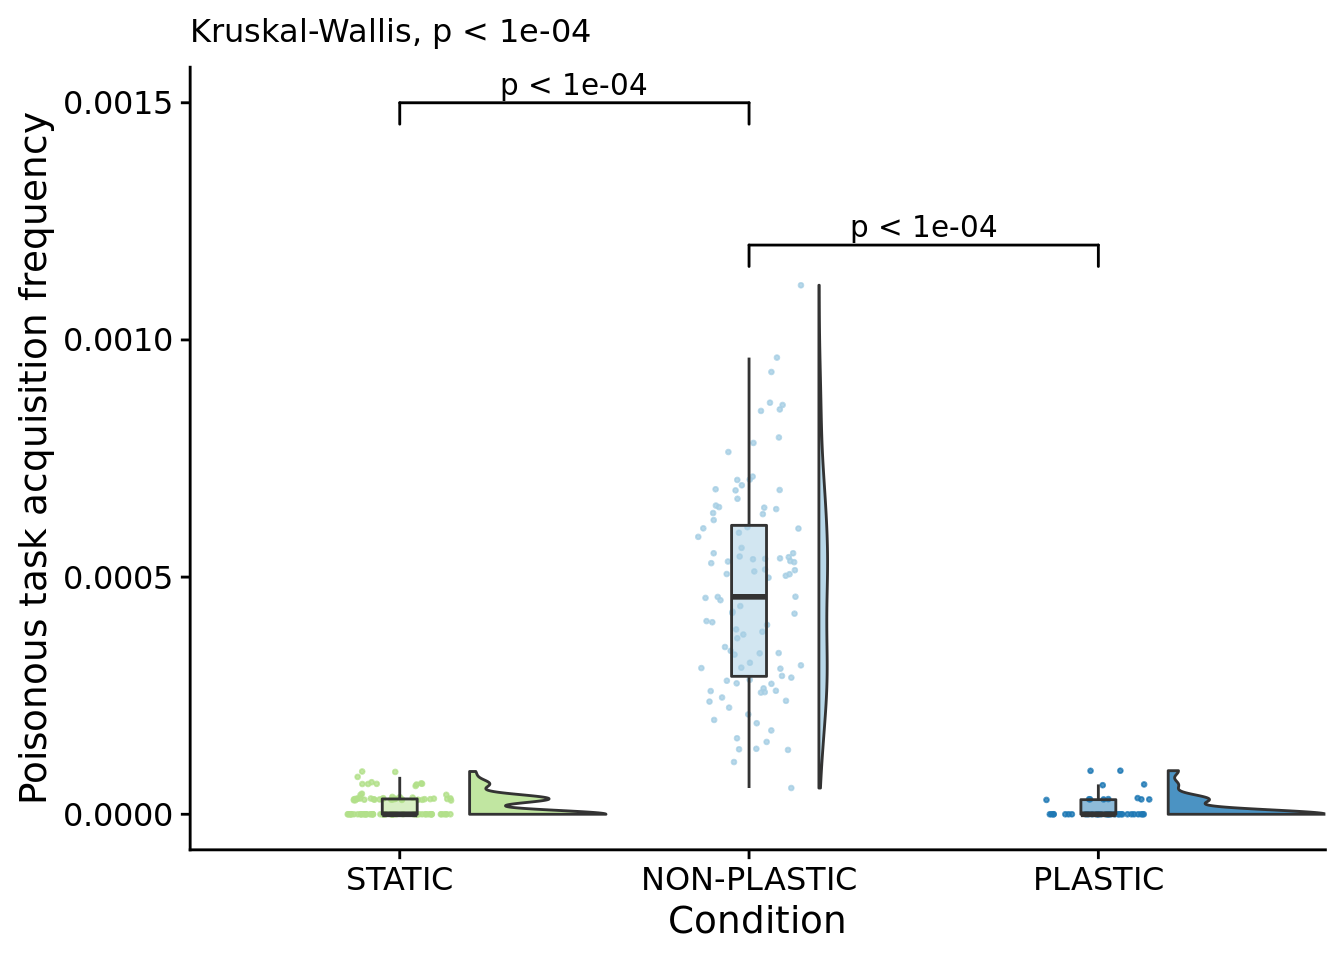 Kruskal-Wallis, p < 1e-04
p < 1e-04
p < 1e-04
Poisonous task acquisition frequency
0.0015
0.0010
0.0005
0.0000
STATIC
NON-PLASTIC
PLASTIC
Condition